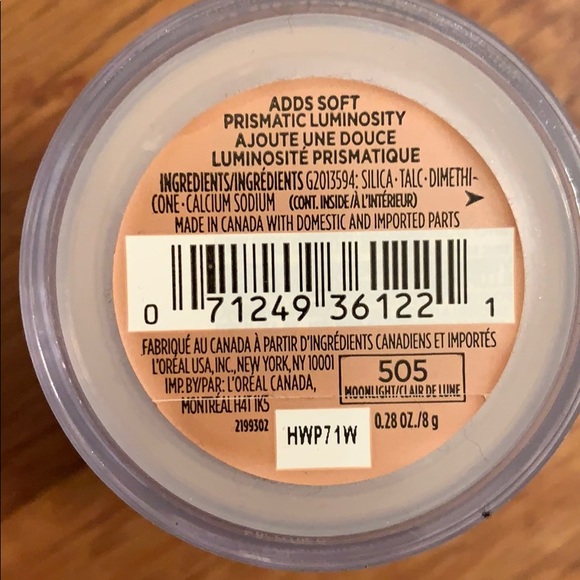 ADDS SOFT
PRISMATIC LUMINOSITY
AJOUTE UNE DOUCE
LUMINOSITÉ PRISMATIQUE
INGREDIENTS/INGRÉDIENTS G2013594: SILICA • TALC • DIMETHI-
CONE • CALCIUM SODIUM (CONT. INSIDE/À L'INTÉRIEUR)
MADE IN CANADA WITH DOMESTIC AND IMPORTED PARTS
0 71249 36122 1
FABRIQUÉ AU CANADA À PARTIR D'INGRÉDIENTS CANADIENS ET IMPORTÉS
L'ORÉAL USA, INC., NEW YORK, NY 10001
IMP. BY/PAR: L'ORÉAL CANADA,
MONTRÉAL H4T 1K5
505
MOONLIGHT/CLAIR DE LUNE
2199302
HWP71W
0.28 OZ./8 g